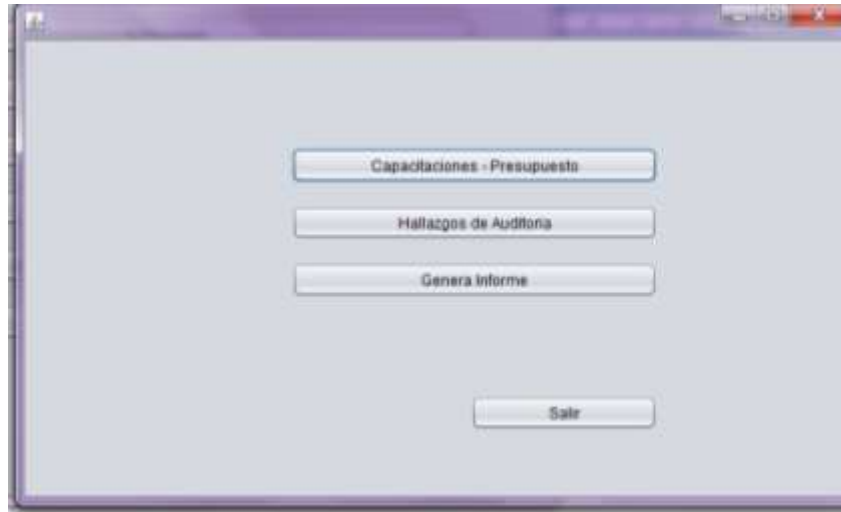 Capacitaciones - Presupuesto
Hallazgos de Auditoria
Genera Informe
Salir